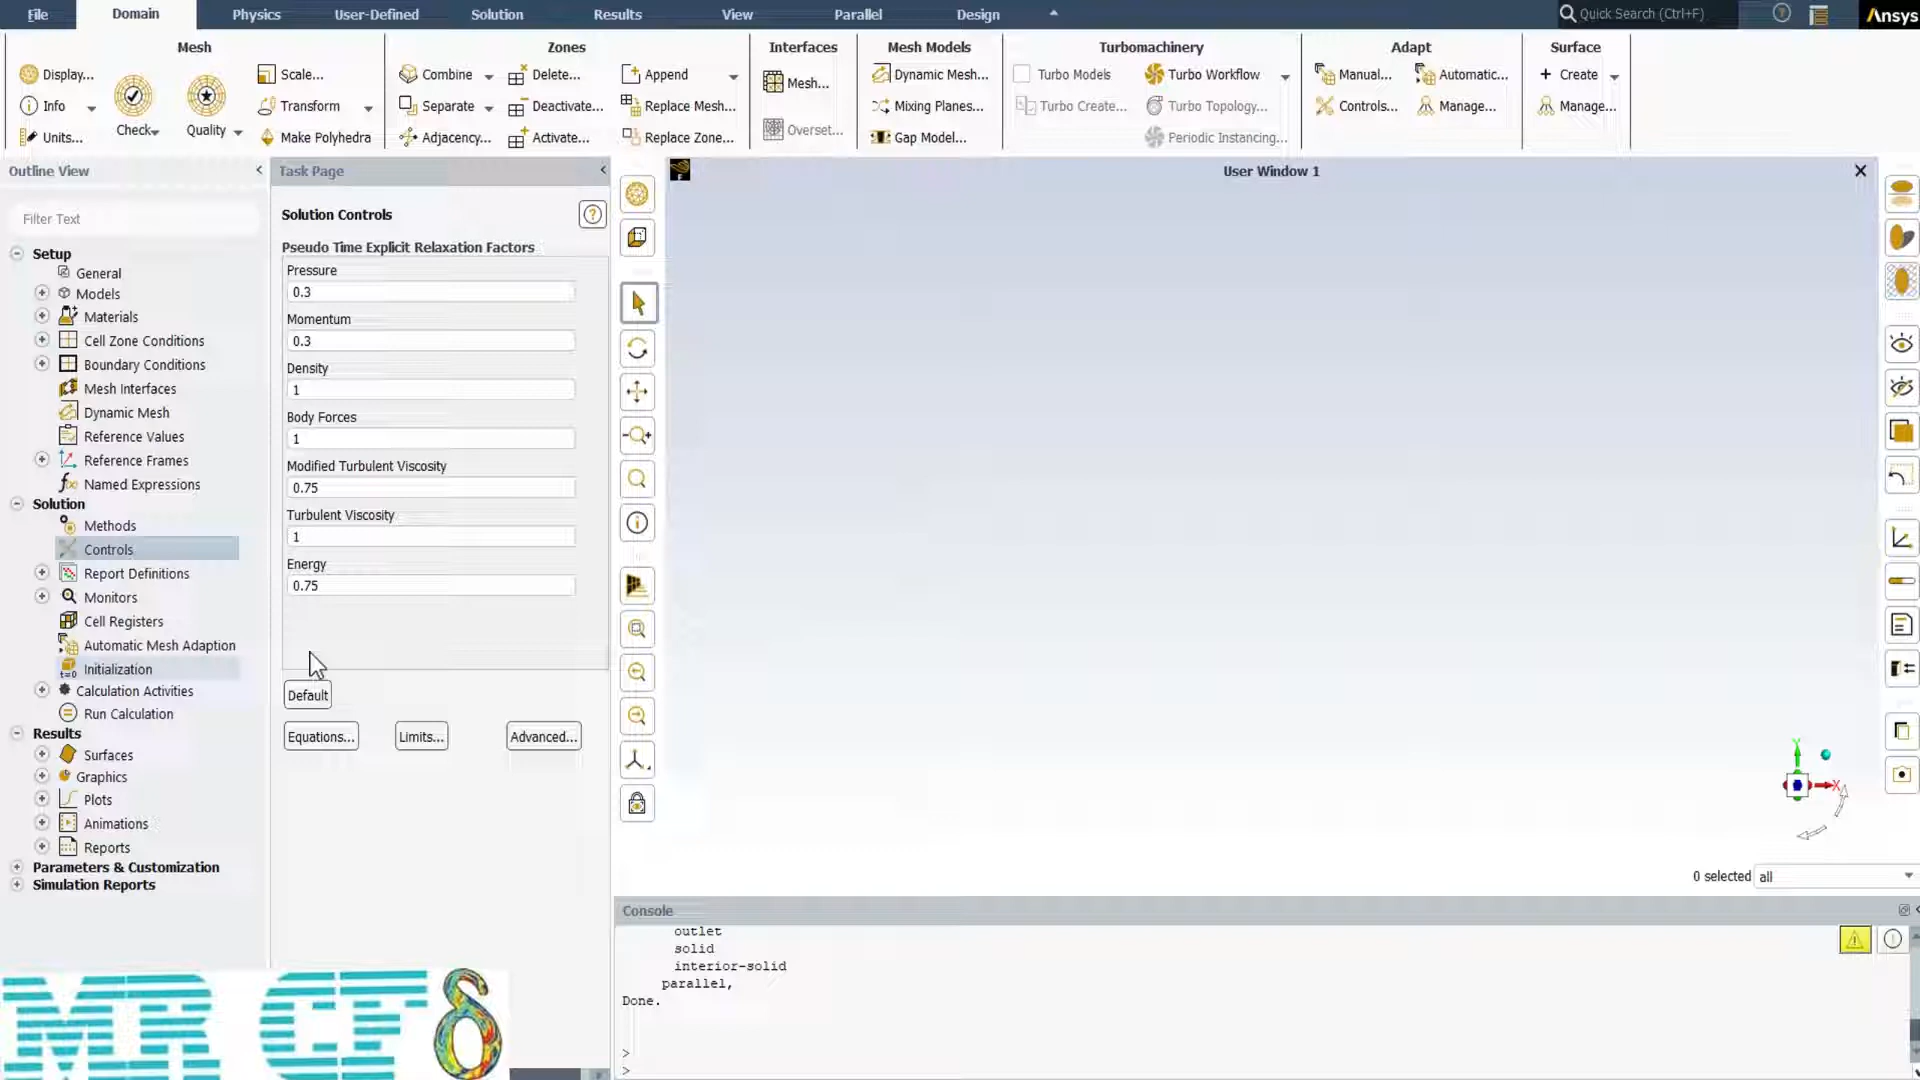 File
Domain
Physics
User-Defined
Solution
Results
View
Parallel
Design
Quick Search (Ctrl+F)
Ansys
Mesh
Display...
Info
Units...
Check
Quality
Scale...
Transform
Make Polyhedra
Zones
Combine
Separate
Adjacency...
Delete...
Deactivate...
Activate...
Append
Replace Mesh...
Replace Zone...
Interfaces
Mesh...
Overset...
Mesh Models
Dynamic Mesh...
Mixing Planes...
Gap Model...
Turbomachinery
Turbo Models
Turbo Create...
Turbo Workflow
Turbo Topology...
Periodic Instancing...
Adapt
Manual...
Controls...
Automatic...
Manage...
Surface
Create
Manage...
Outline View
Filter Text
Setup
General
Models
Materials
Cell Zone Conditions
Boundary Conditions
Mesh Interfaces
Dynamic Mesh
Reference Values
Reference Frames
Named Expressions
Solution
Methods
Controls
Report Definitions
Monitors
Cell Registers
Automatic Mesh Adaption
t=0 Initialization
Calculation Activities
Run Calculation
Results
Surfaces
Graphics
Plots
Animations
Reports
Parameters & Customization
Simulation Reports
Task Page
Solution Controls
Pseudo Time Explicit Relaxation Factors
Pressure
0.3
Momentum
0.3
Density
1
Body Forces
1
Modified Turbulent Viscosity
0.75
Turbulent Viscosity
1
Energy
0.75
Default
Equations...
Limits...
Advanced...
User Window 1
Y
X
0 selected
all
Console
outlet
solid
interior-solid
parallel,
Done.
>
>
MR CFδ